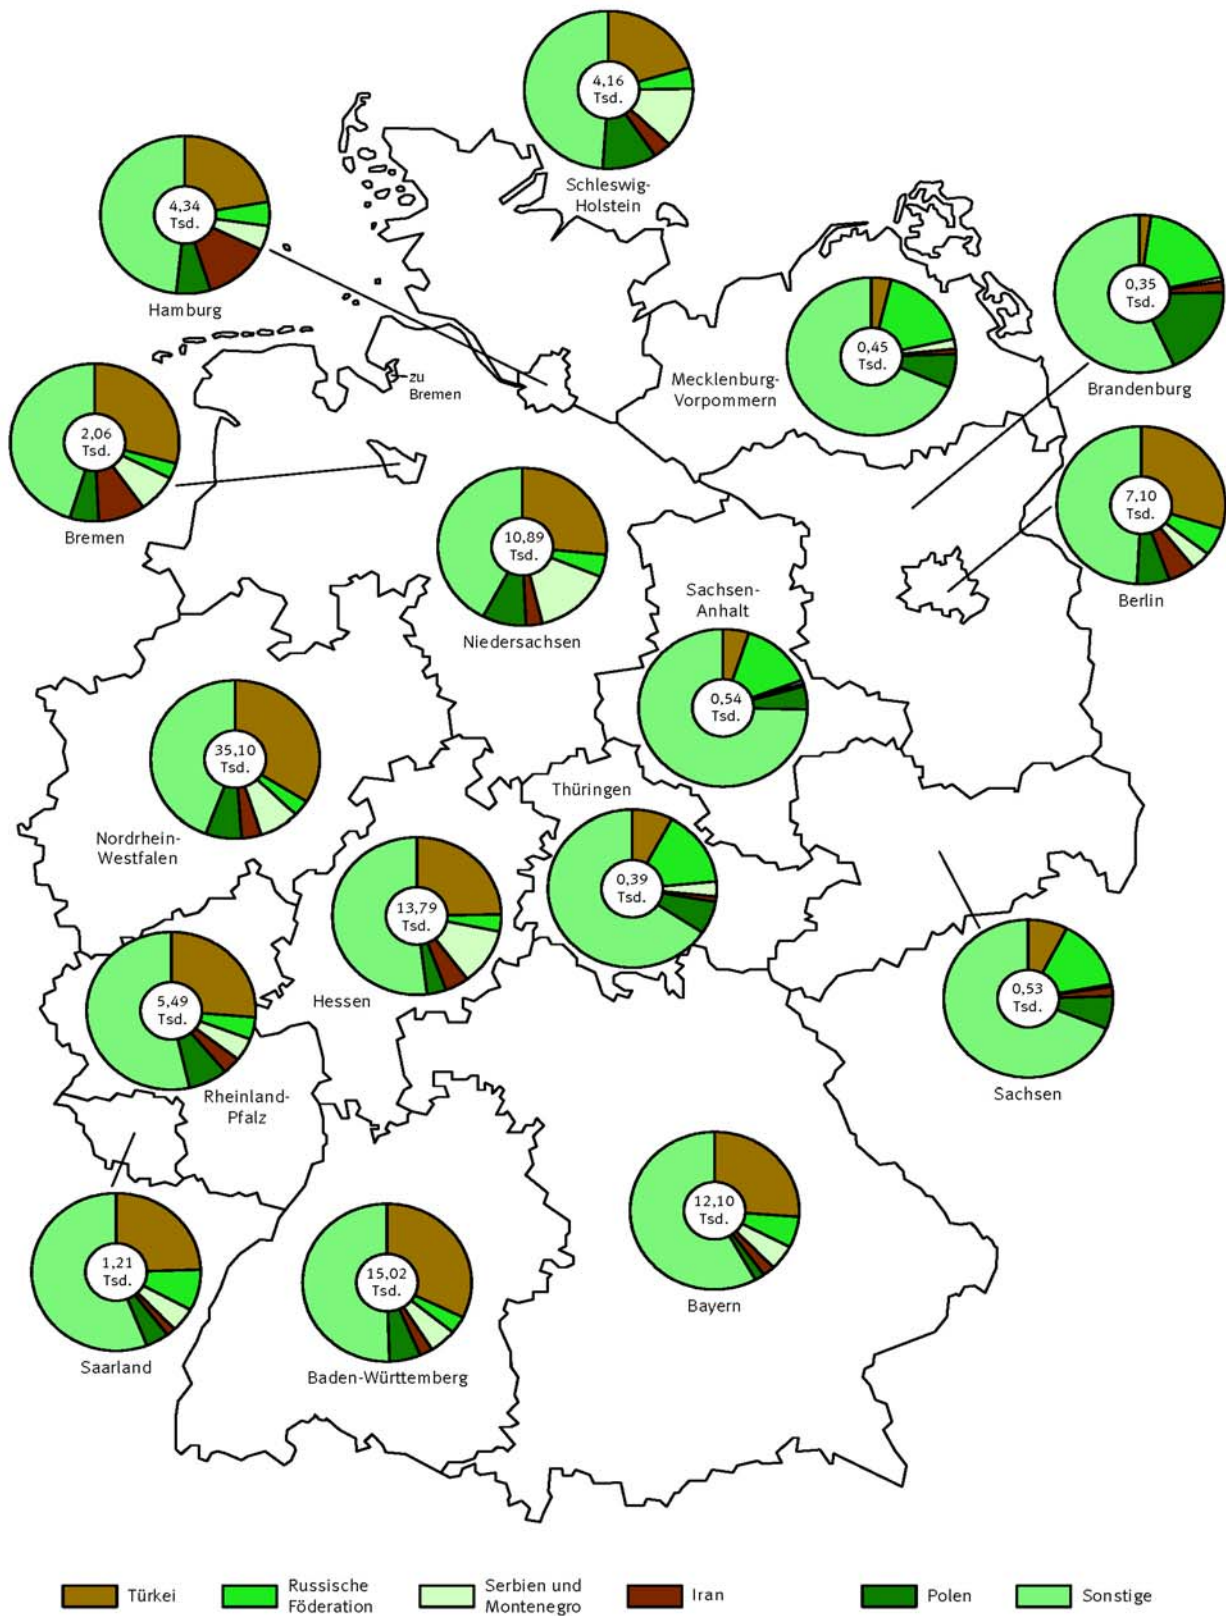 4,16
Tsd.
Schleswig-
Holstein
4,34
Tsd.
Hamburg
0,35
Tsd.
Brandenburg
0,45
Tsd.
Mecklenburg-
Vorpommern
zu
Bremen
2,06
Tsd.
Bremen
7,10
Tsd.
Berlin
10,89
Tsd.
Niedersachsen
Sachsen-
Anhalt
0,54
Tsd.
35,10
Tsd.
Nordrhein-
Westfalen
Thüringen
0,39
Tsd.
13,79
Tsd.
Hessen
5,49
Tsd.
Rheinland-
Pfalz
0,53
Tsd.
Sachsen
1,21
Tsd.
Saarland
15,02
Tsd.
Baden-Württemberg
12,10
Tsd.
Bayern
Türkei
Russische
Föderation
Serbien und
Montenegro
Iran
Polen
Sonstige